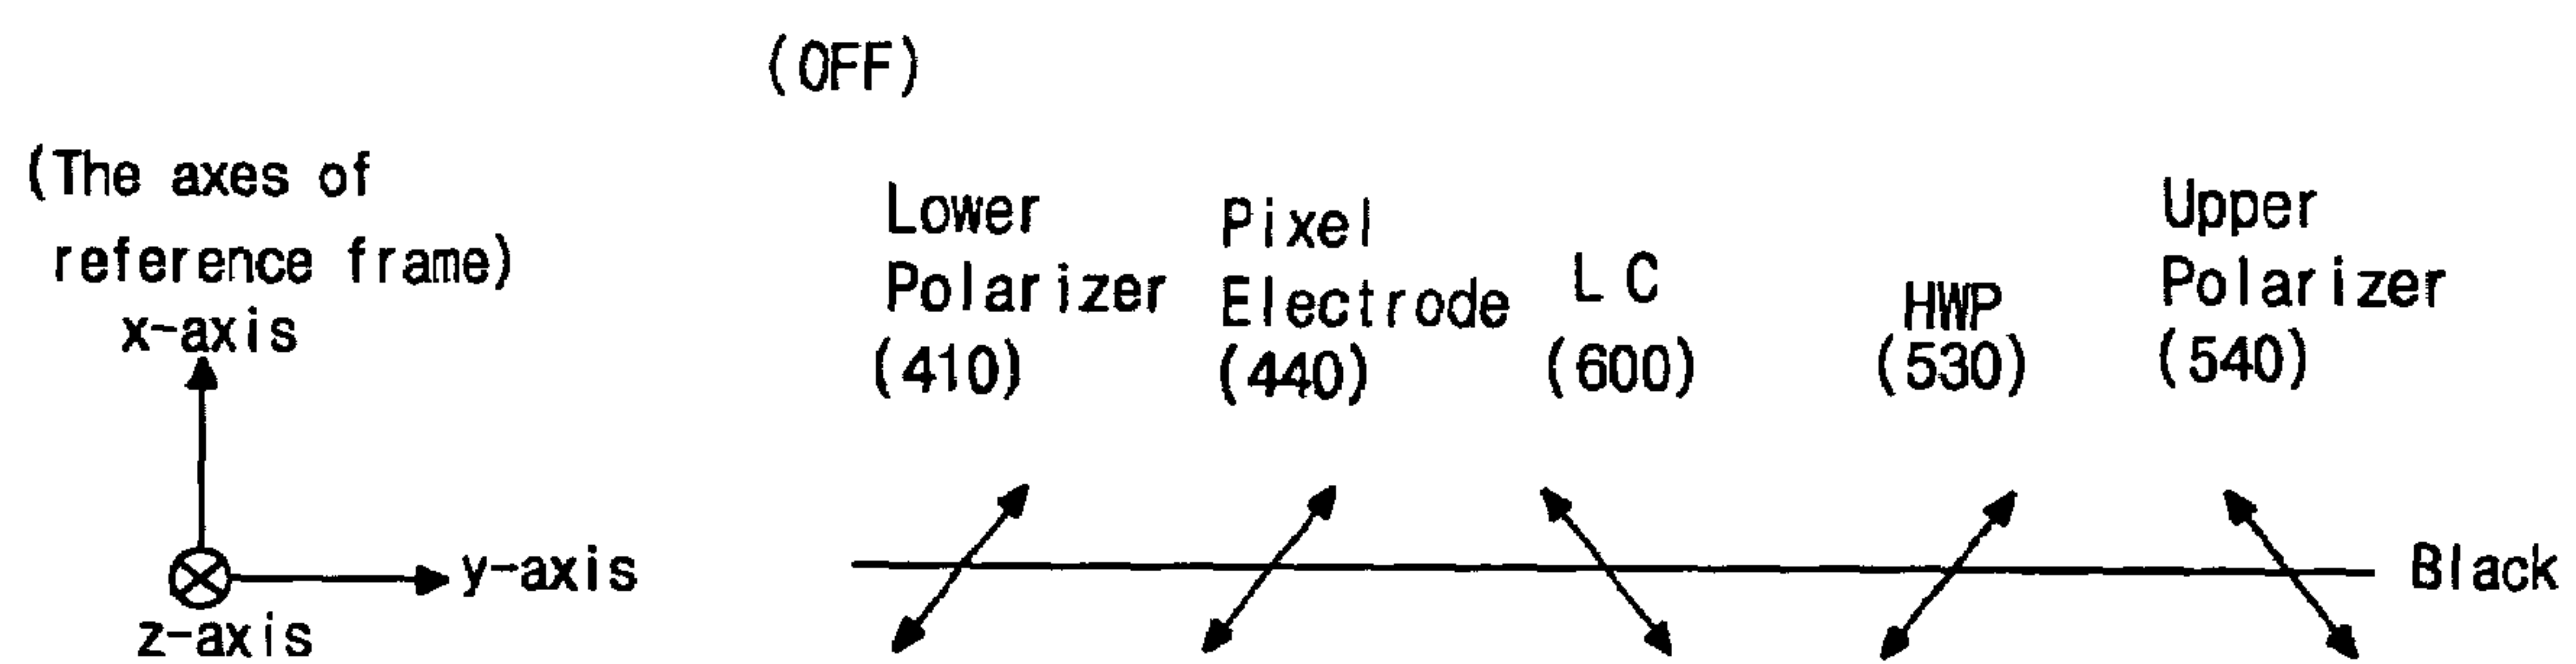 (OFF)
(The axes of
reference frame)
x-axis
y-axis
z-axis
Lower
Polarizer
(410)
Pixel
Electrode
(440)
LC
(600)
HWP
(530)
Upper
Polarizer
(540)
Black